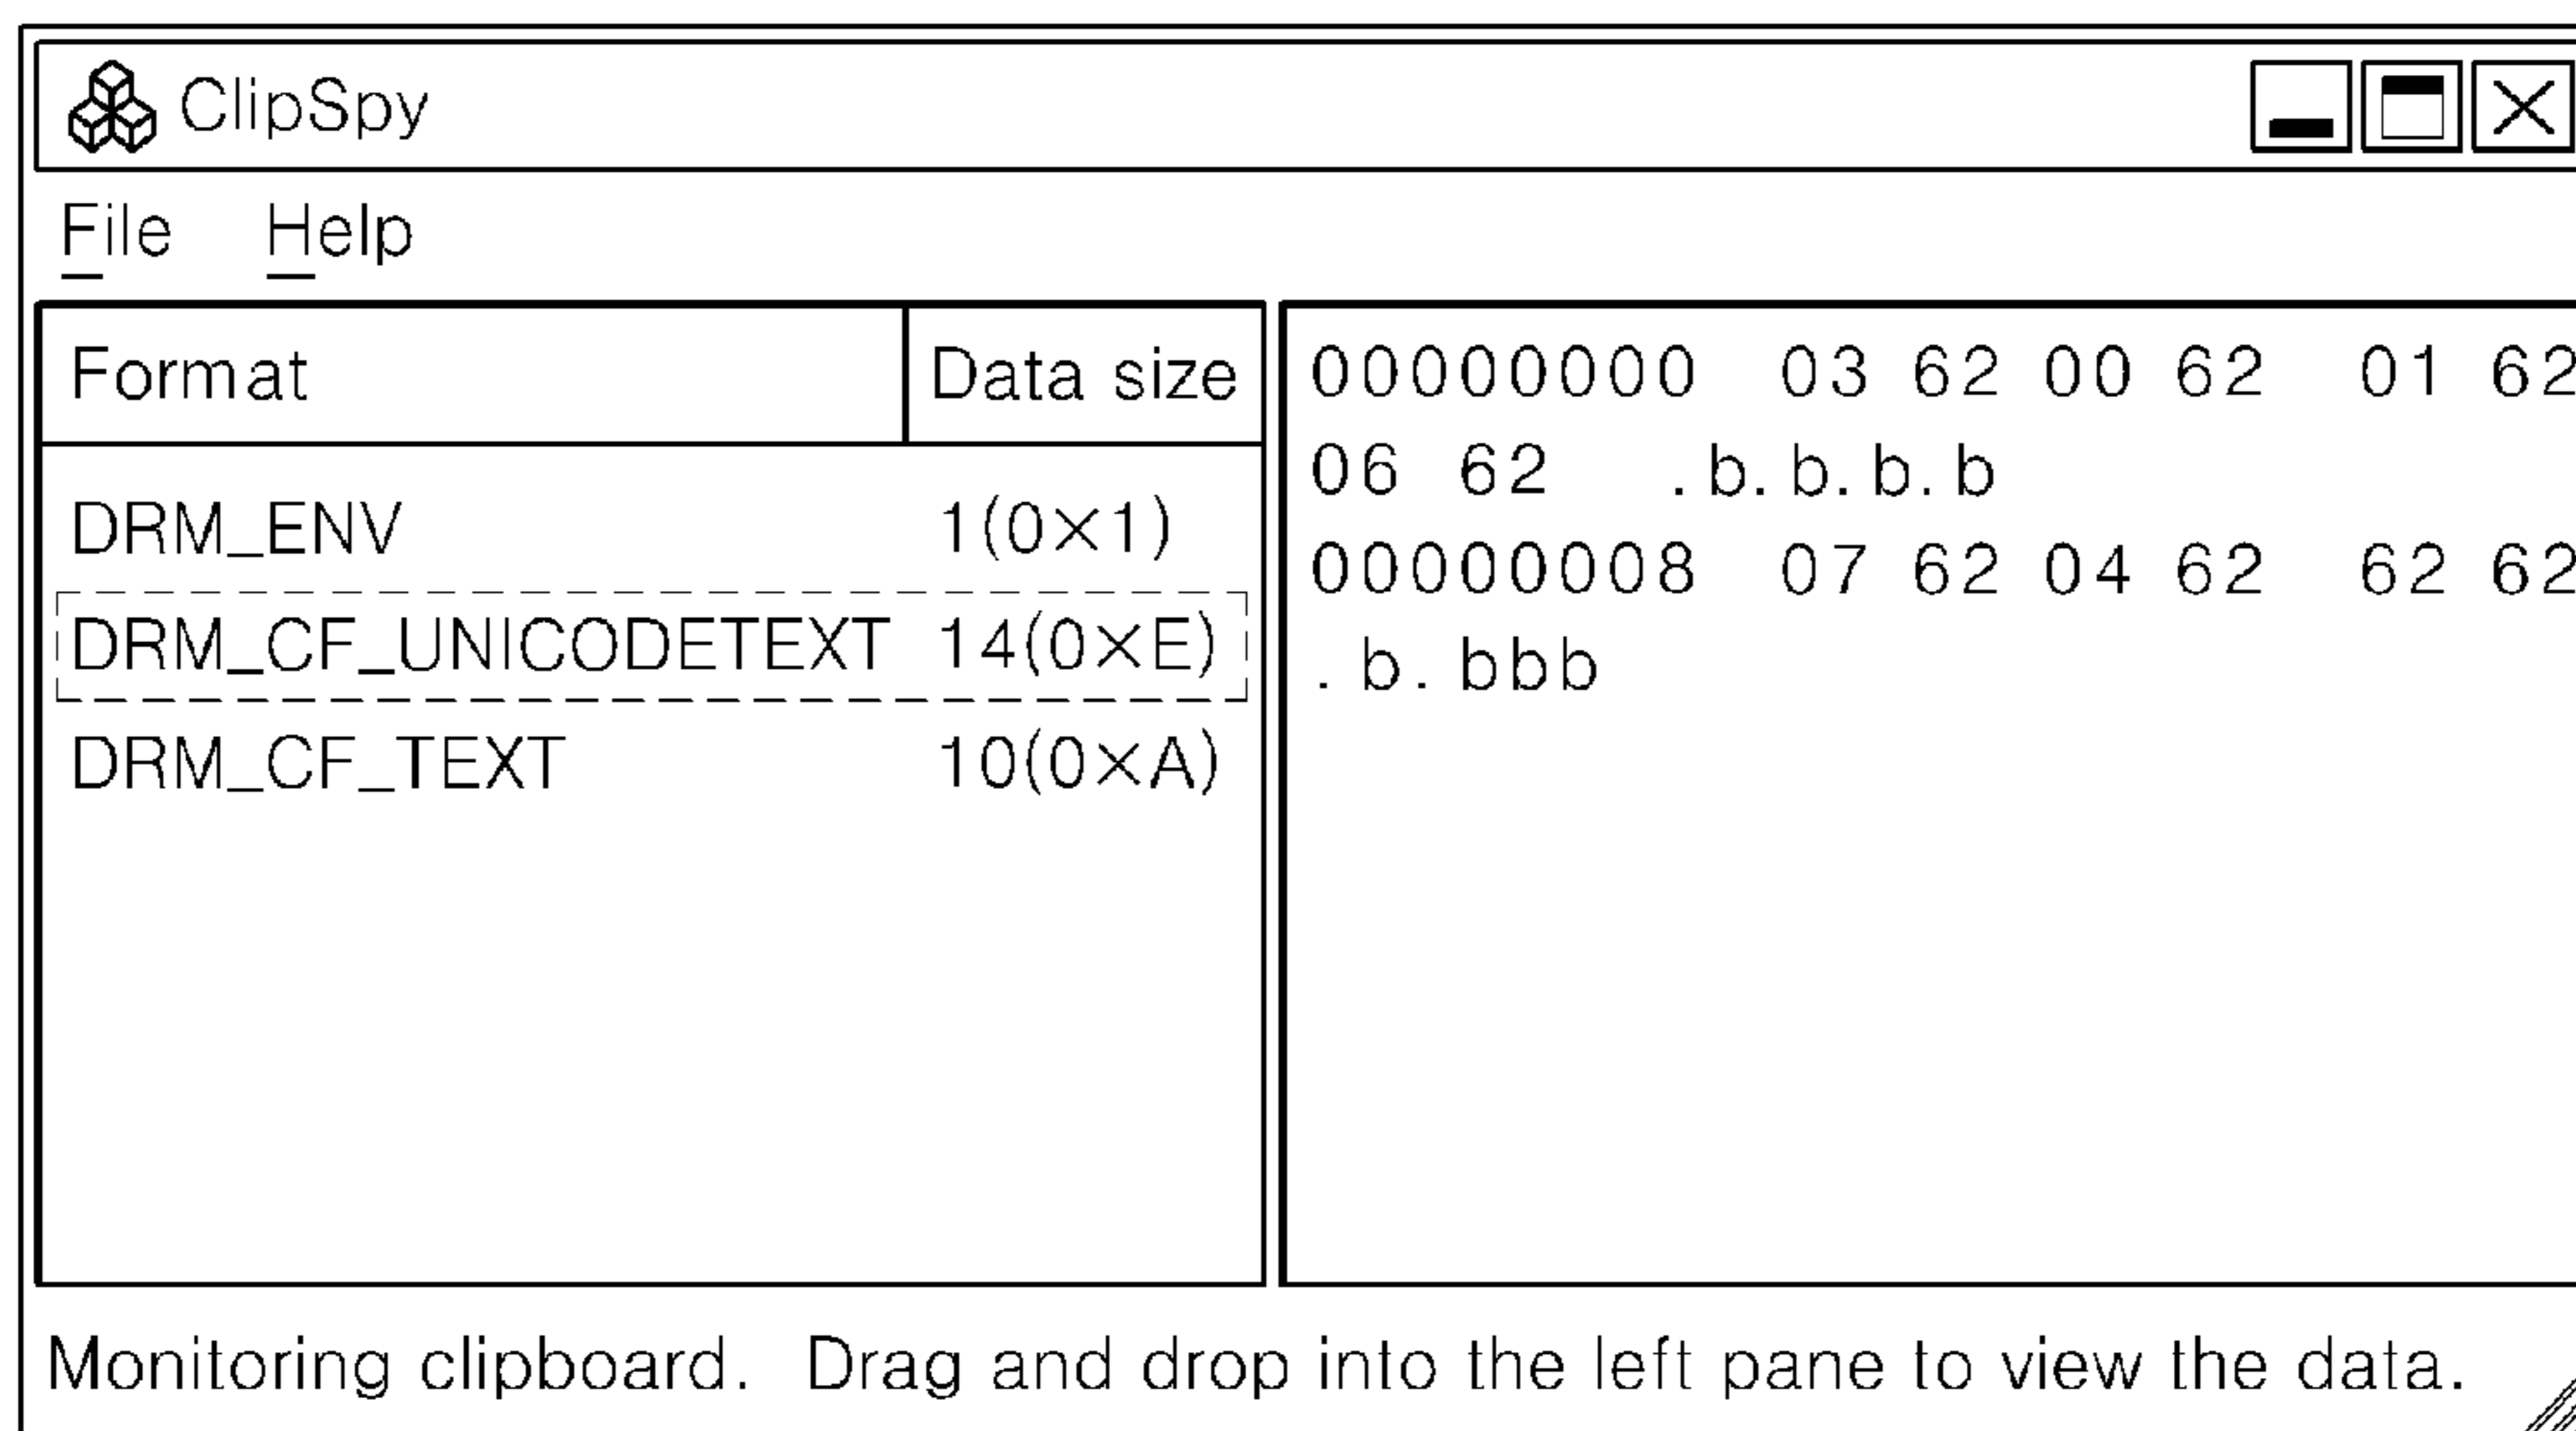 ClipSpy
File Help
Format Data size
DRM_ENV 1(0×1)
DRM_CF_UNICODETEXT 14(0×E)
DRM_CF_TEXT 10(0×A)
00000000 03 62 00 62 01 62
06 62 .b.b.b.b
00000008 07 62 04 62 62 62
.b.bbb
Monitoring clipboard. Drag and drop into the left pane to view the data.